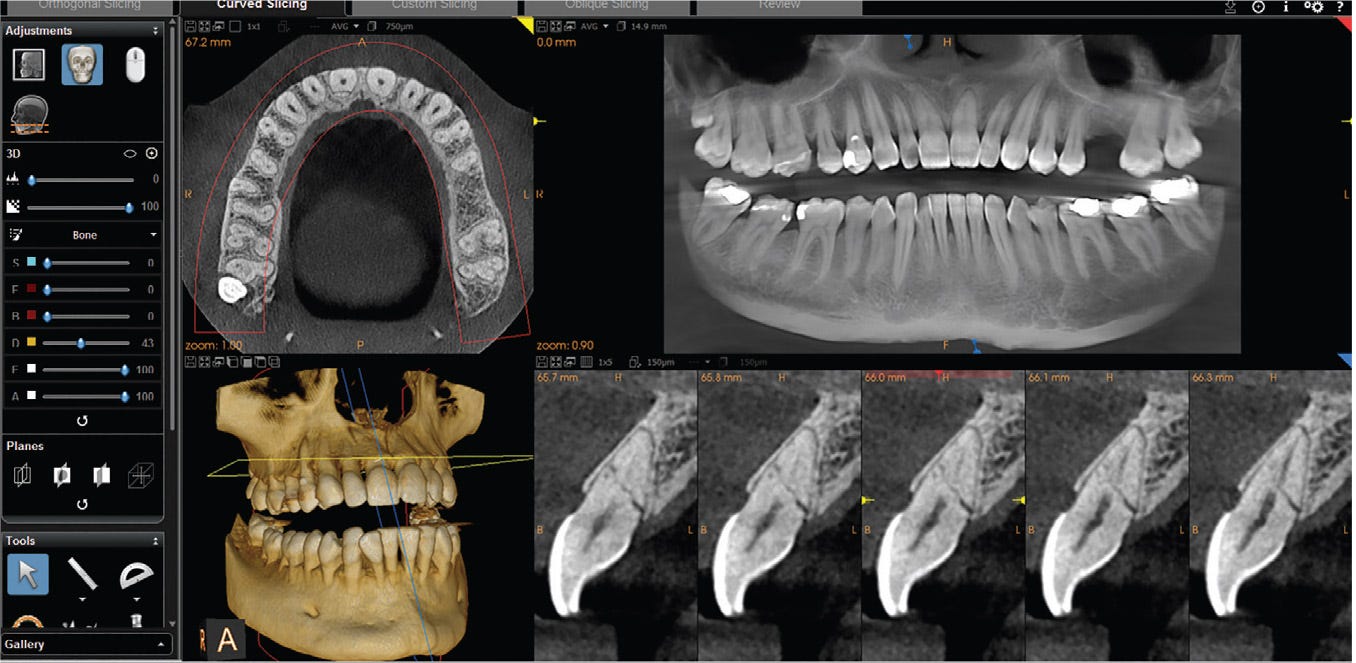 Orthogonal Slicing
Curved Slicing
Custom Slicing
Oblique Slicing
Review
i
?
Adjustments
3D
0
100
Bone
S 0
F 0
B 0
D 43
F 100
A 100
Planes
Tools
Gallery
1x1
AVG
750µm
67.2 mm
A
R
L
zoom: 1.00
P
AVG
14.9 mm
0.0 mm
H
R
L
zoom: 0.90
F
R
A
1x5
150µm
150µm
65.7 mm H
B L
65.8 mm H
B L
66.0 mm H
B L
66.1 mm H
B L
66.3 mm H
B L